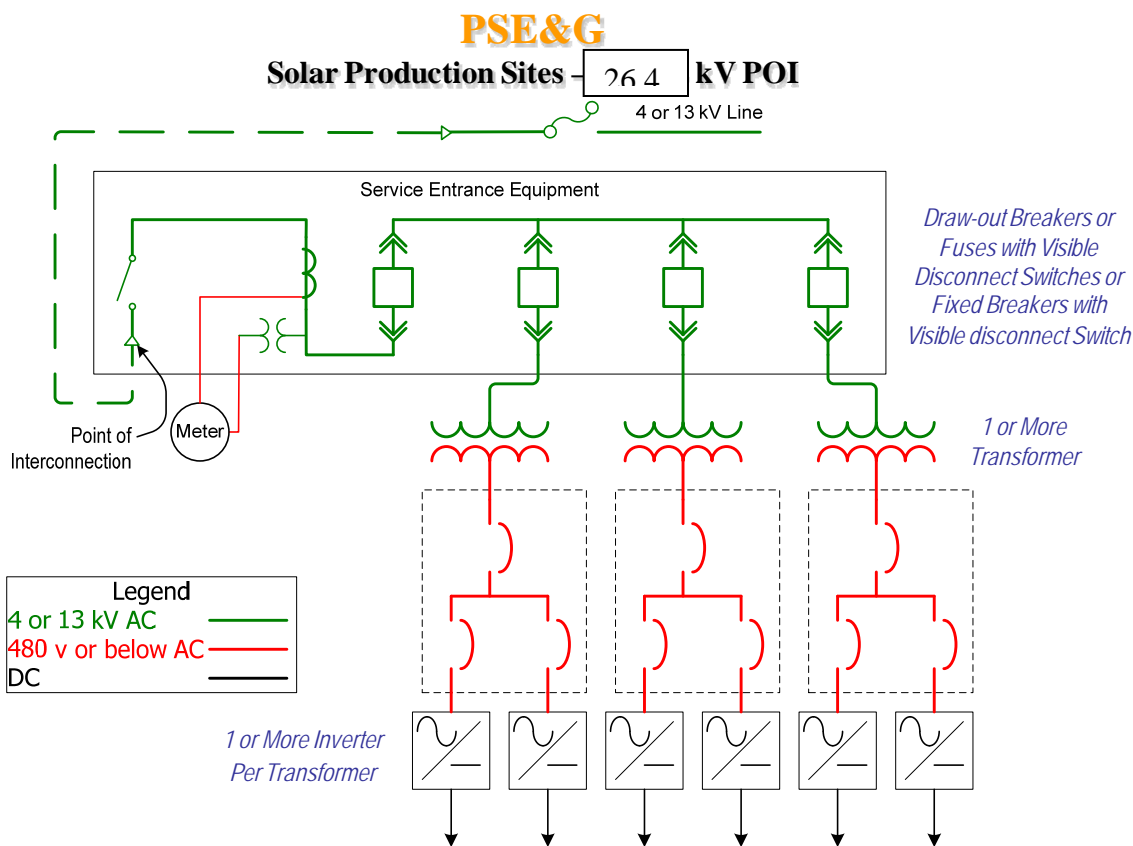 PSE&G
Solar Production Sites – 26.4 kV POI
4 or 13 kV Line
Service Entrance Equipment
Draw-out Breakers or
Fuses with Visible
Disconnect Switches or
Fixed Breakers with
Visible disconnect Switch
Point of
Interconnection
Meter
1 or More
Transformer
Legend
4 or 13 kV AC
480 v or below AC
DC
1 or More Inverter
Per Transformer